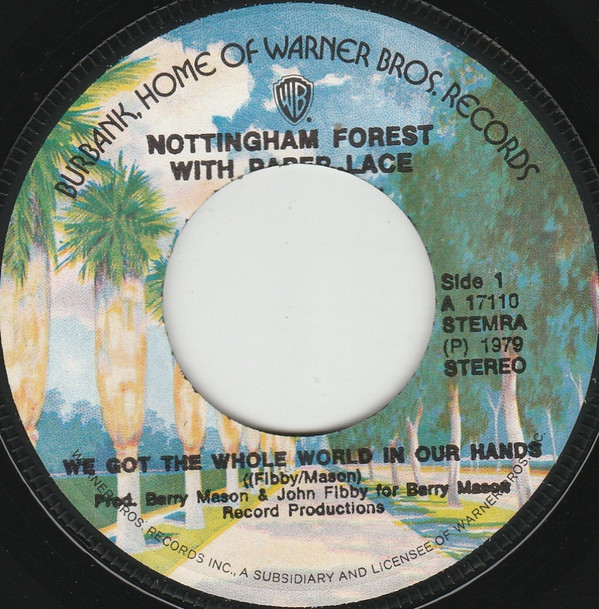 BURBANK, HOME OF WARNER BROS. RECORDS
WB
NOTTINGHAM FOREST
WITH PAPER LACE
Side 1
A 17110
STEMRA
(P) 1979
STEREO
WE GOT THE WHOLE WORLD IN OUR HANDS
((Fibby/Mason)
Prod. Barry Mason & John Fibby for Barry Mason
Record Productions
WARNER BROS. RECORDS INC., A SUBSIDIARY AND LICENSEE OF WARNER BROS. INC.